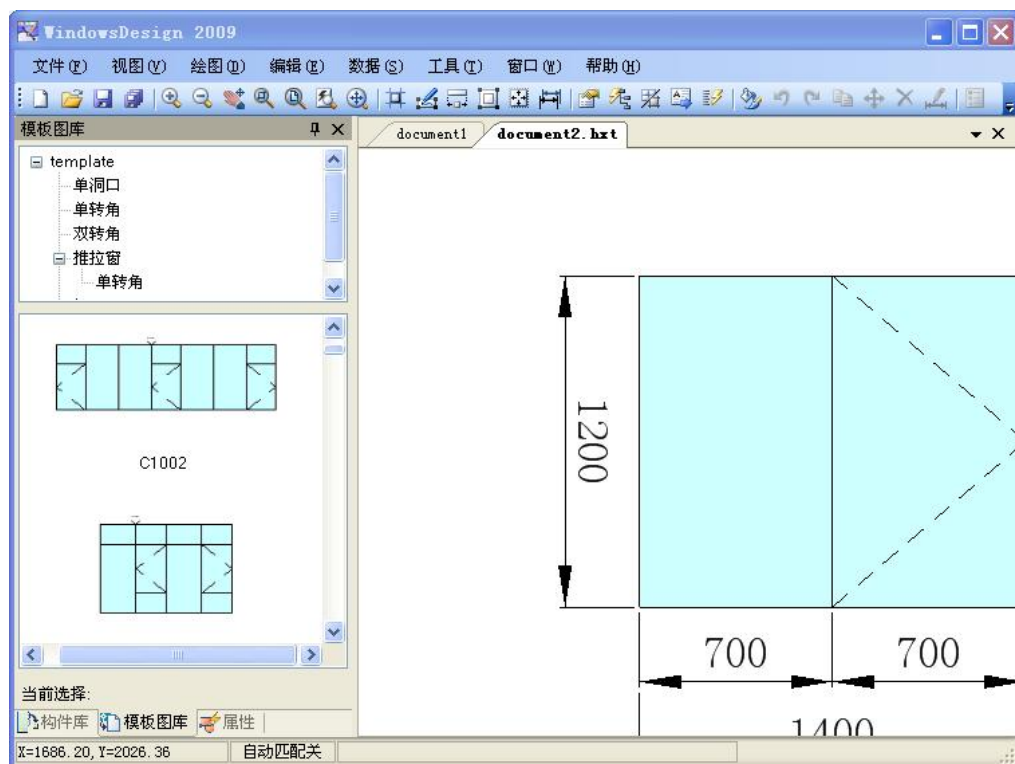 WindowsDesign 2009
文件(F) 视图(V) 绘图(D) 编辑(E) 数据(S) 工具(T) 窗口(W) 帮助(H)
模板图库
document1 document2.hxt
template
单洞口
单转角
双转角
推拉窗
单转角
C1002
1200
700 700
1400
当前选择:
构件库 模板图库 属性
X=1686.20, Y=2026.36 自动匹配关